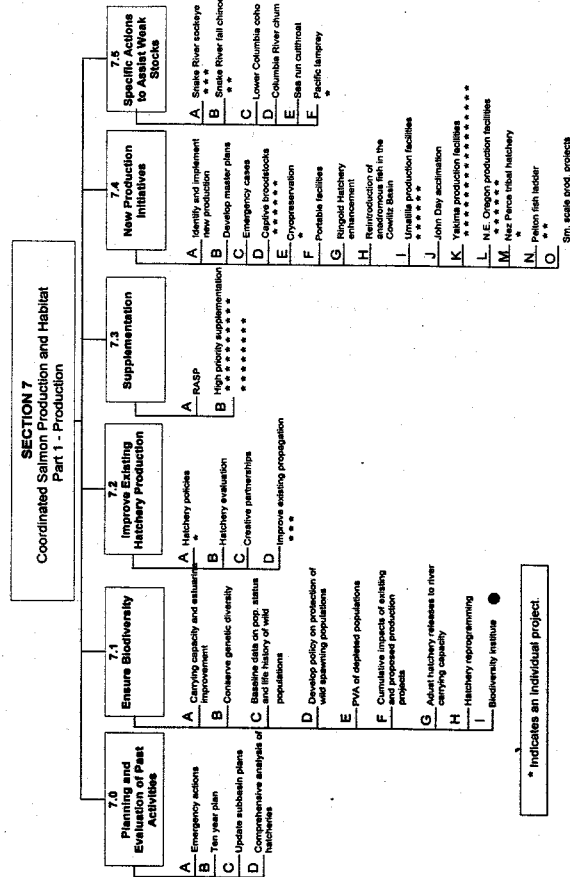 SECTION 7
Coordinated Salmon Production and Habitat
Part 1 - Production
7.0
Planning and
Evaluation of Past
Activities
A Emergency actions
B Ten year plan
C Update subbasin plans
D Comprehensive analysis of
hatcheries
7.1
Ensure Biodiversity
A Carrying capacity and estuarine
improvement
B Conserve genetic diversity
C Baseline data on pop. status
and life history of wild
populations
D Develop policy on protection of
wild spawning populations
E PVA of depleted populations
F Cumulative impacts of existing
and proposed production
projects
G Adust hatchery releases to river
carrying capacity
H Hatchery reprogramming
I Biodiversity institute
7.2
Improve Existing
Hatchery Production
A Hatchery policies
*
B Hatchery evaluation
C Creative partnerships
D Improve existing propagation
* * *
7.3
Supplementation
A RASP
B High priority supplementation
* * * * * * * * * *
* * * * * * * *
7.4
New Production
Initiatives
A Identify and implement
new production
B Develop master plans
C Emergency cases
D Captive broodstocks
* * * * * *
E Cryopreservation
*
F Portable facilities
G Ringold Hatchery
enhancement
H Reintroduction of
anadromous fish in the
Cowlitz Basin
I Umatilla production facilities
* * * * * *
J John Day acclimation
K Yakima production facilities
* * * * * * * * * * * * * * *
L N.E. Oregon production facilities
* * * * * *
M Nez Perce tribal hatchery
*
N Pelton fish ladder
* *
O Sm. scale prod. projects
7.5
Specific Actions
to Assist Weak
Stocks
A Snake River sockeye
* * *
B Snake River fall chinook
* *
C Lower Columbia coho
D Columbia River chum
E Sea run cutthroat
F Pacific lamprey
*
* Indicates an individual project.